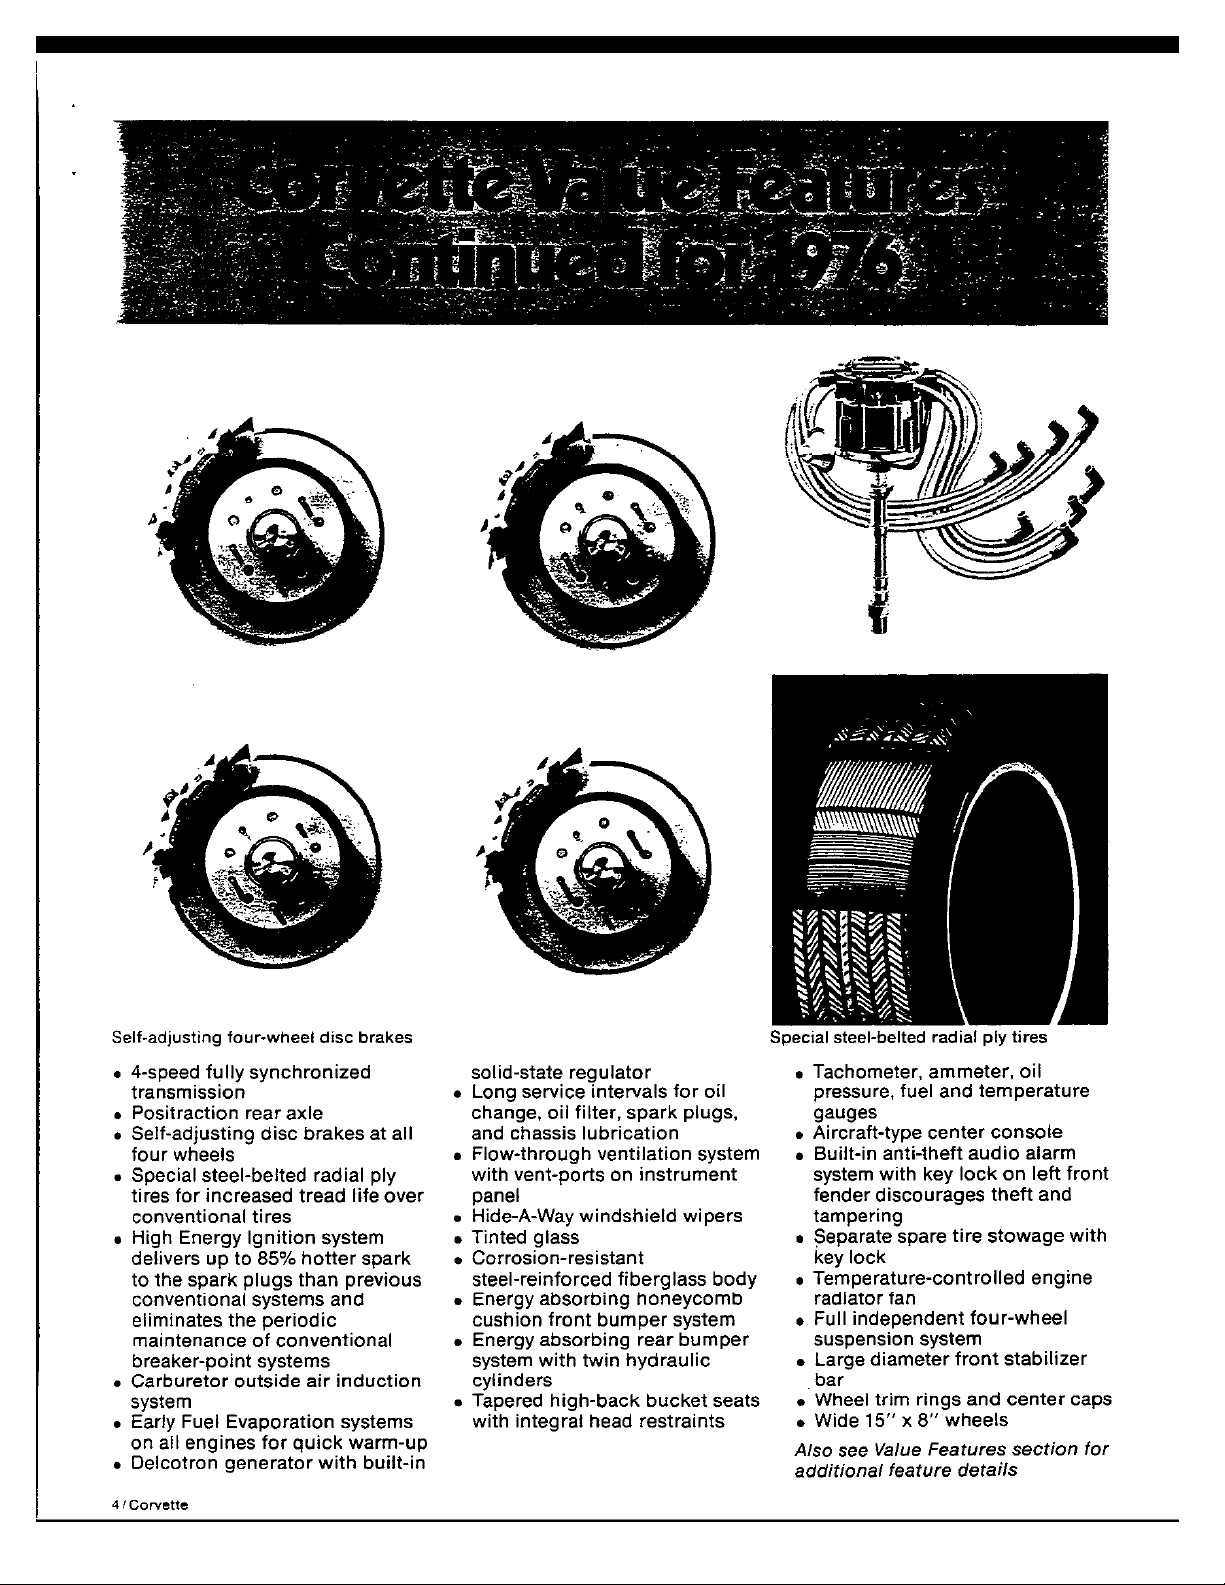 Corvette Value Features
Continued for 1976
Self-adjusting four-wheel disc brakes
Special steel-belted radial ply tires
• 4-speed fully synchronized
transmission
• Positraction rear axle
• Self-adjusting disc brakes at all
four wheels
• Special steel-belted radial ply
tires for increased tread life over
conventional tires
• High Energy Ignition system
delivers up to 85% hotter spark
to the spark plugs than previous
conventional systems and
eliminates the periodic
maintenance of conventional
breaker-point systems
• Carburetor outside air induction
system
• Early Fuel Evaporation systems
on all engines for quick warm-up
• Delcotron generator with built-in
solid-state regulator
• Long service intervals for oil
change, oil filter, spark plugs,
and chassis lubrication
• Flow-through ventilation system
with vent-ports on instrument
panel
• Hide-A-Way windshield wipers
• Tinted glass
• Corrosion-resistant
steel-reinforced fiberglass body
• Energy absorbing honeycomb
cushion front bumper system
• Energy absorbing rear bumper
system with twin hydraulic
cylinders
• Tapered high-back bucket seats
with integral head restraints
• Tachometer, ammeter, oil
pressure, fuel and temperature
gauges
• Aircraft-type center console
• Built-in anti-theft audio alarm
system with key lock on left front
fender discourages theft and
tampering
• Separate spare tire stowage with
key lock
• Temperature-controlled engine
radiator fan
• Full independent four-wheel
suspension system
• Large diameter front stabilizer
bar
• Wheel trim rings and center caps
• Wide 15" x 8" wheels
Also see Value Features section for
additional feature details
4/Corvette